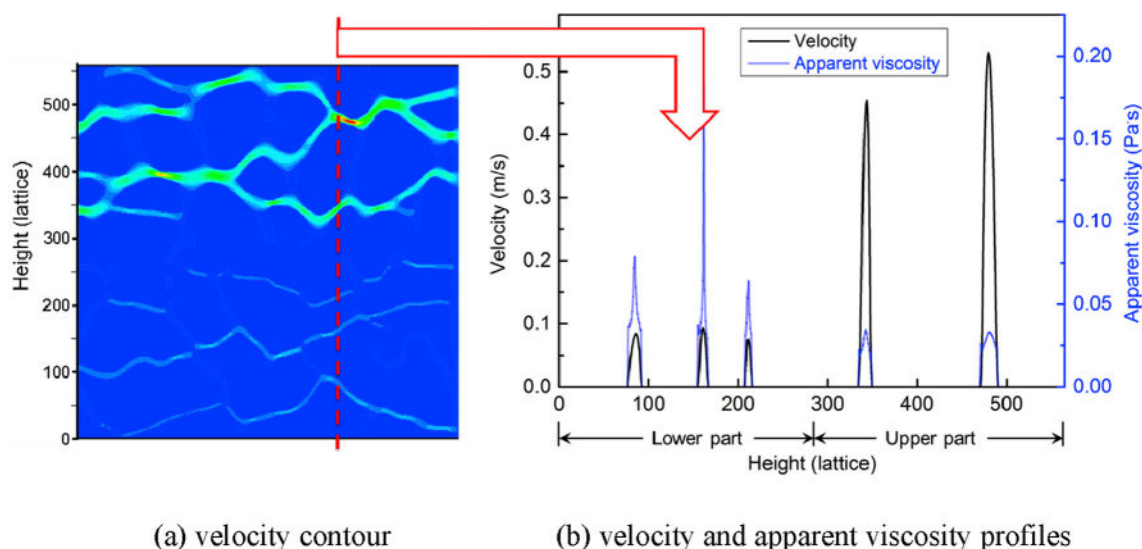 Height (lattice)
500
400
300
200
100
0
Velocity
Apparent viscosity
Velocity (m/s)
0.5
0.4
0.3
0.2
0.1
0.0
0.20
0.15
0.10
0.05
0.00
Apparent viscosity (Pa s)
0 100 200 300 400 500
Lower part Upper part
Height (lattice)
(a) velocity contour (b) velocity and apparent viscosity profiles